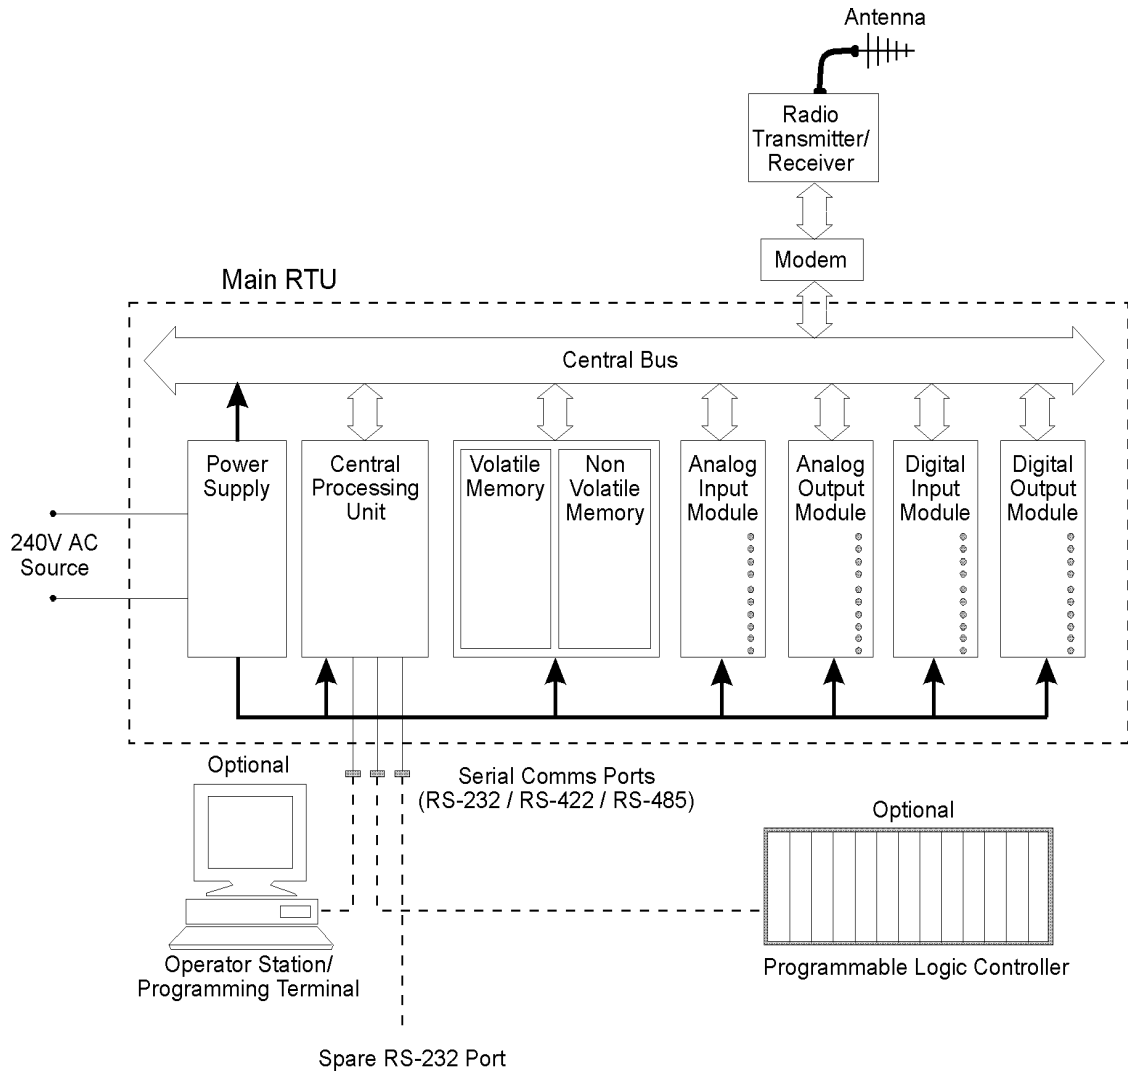 Antenna
Radio
Transmitter/
Receiver
Modem
Main RTU
Central Bus
Power
Supply
Central
Processing
Unit
Volatile
Memory
Non
Volatile
Memory
Analog
Input
Module
Analog
Output
Module
Digital
Input
Module
Digital
Output
Module
240V AC
Source
Optional
Serial Comms Ports
(RS-232 / RS-422 / RS-485)
Optional
Operator Station/
Programming Terminal
Programmable Logic Controller
Spare RS-232 Port